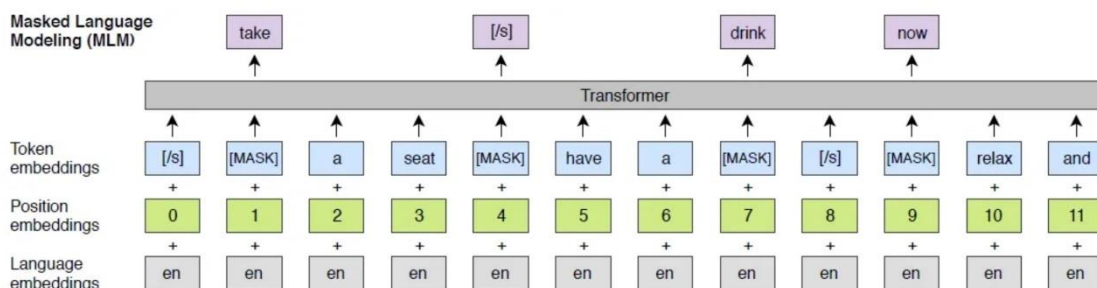 Masked Language
Modeling (MLM)
take [/s] drink now
Transformer
Token
embeddings
[/s] [MASK] a seat [MASK] have a [MASK] [/s] [MASK] relax and
+ + + + + + + + + + + +
Position
embeddings
0 1 2 3 4 5 6 7 8 9 10 11
+ + + + + + + + + + + +
Language
embeddings
en en en en en en en en en en en en